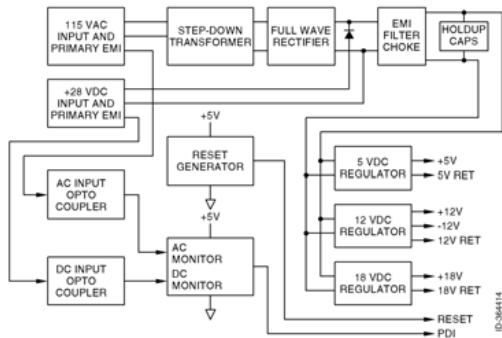 115 VAC
INPUT AND
PRIMARY EMI
STEP-DOWN
TRANSFORMER
FULL WAVE
RECTIFIER
EMI
FILTER
CHOKE
HOLDUP
CAPS
+28 VDC
INPUT AND
PRIMARY EMI
+5V
RESET
GENERATOR
5 VDC
REGULATOR
+5V
5V RET
AC INPUT
OPTO
COUPLER
+5V
12 VDC
REGULATOR
+12V
-12V
12V RET
AC
MONITOR
DC
MONITOR
DC INPUT
OPTO
COUPLER
18 VDC
REGULATOR
+18V
18V RET
RESET
PDI
ID-364414